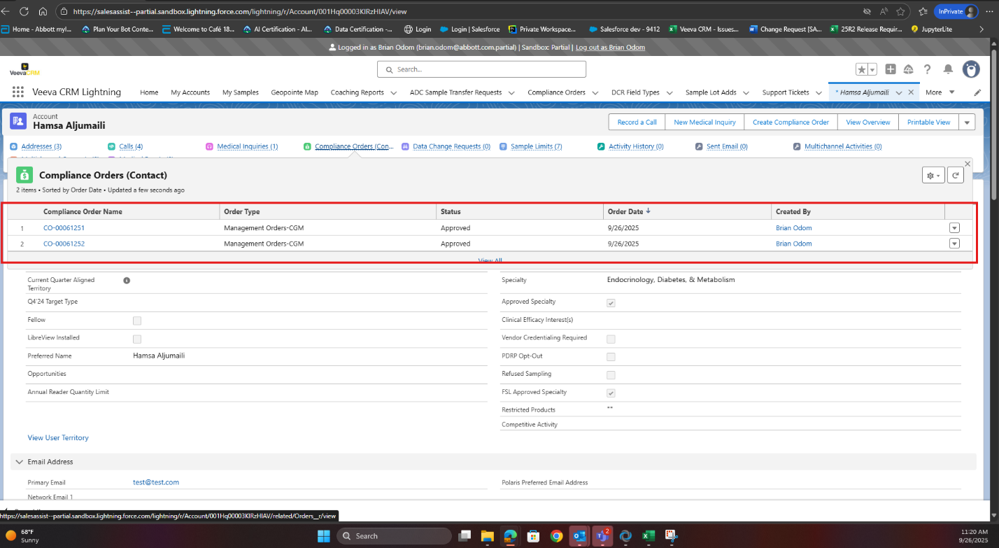 https://salesassist--partial.sandbox.lightning.force.com/lightning/r/Account/001Hq00003KIRzHIAV/view
InPrivate
Home - Abbott myl... Plan Your Bot Conte... Welcome to Café 18... AI Certification - AI... Data Certification -... Login Login | Salesforce Private Workspace... Salesforce dev - 9412 Veeva CRM - Issues... Change Request [SA... 25R2 Release Requir... JupyterLite
Logged in as Brian Odom (brian.odom@abbott.com.partial) | Sandbox: Partial | Log out as Brian Odom
VeevaCRM
Search...
Veeva CRM Lightning Home My Accounts My Samples Geopointe Map Coaching Reports ADC Sample Transfer Requests Compliance Orders DCR Field Types Sample Lot Adds Support Tickets * Hamsa Aljumaili More
Account
Hamsa Aljumaili
Record a Call New Medical Inquiry Create Compliance Order View Overview Printable View
Addresses (3) Calls (4) Medical Inquiries (1) Compliance Orders (Con... Data Change Requests (0) Sample Limits (7) Activity History (0) Sent Email (0) Multichannel Activities (0)
Compliance Orders (Contact)
2 items • Sorted by Order Date • Updated a few seconds ago
Compliance Order Name Order Type Status Order Date Created By
1 CO-00061251 Management Orders-CGM Approved 9/26/2025 Brian Odom
2 CO-00061252 Management Orders-CGM Approved 9/26/2025 Brian Odom
View All
Current Quarter Aligned Territory
Specialty Endocrinology, Diabetes, & Metabolism
Q4'24 Target Type
Approved Specialty
Fellow
Clinical Efficacy Interest(s)
LibreView Installed
Vendor Credentialing Required
Preferred Name Hamsa Aljumaili
PDRP Opt-Out
Opportunities
Refused Sampling
Annual Reader Quantity Limit
FSL Approved Specialty
Restricted Products ""
Competitive Activity
View User Territory
Email Address
Primary Email test@test.com
Polaris Preferred Email Address
Network Email 1
https://salesassist--partial.sandbox.lightning.force.com/lightning/r/Account/001Hq00003KIRzHIAV/related/Orders__r/view
68°F
Sunny
Search
2
11:20 AM
9/26/2025